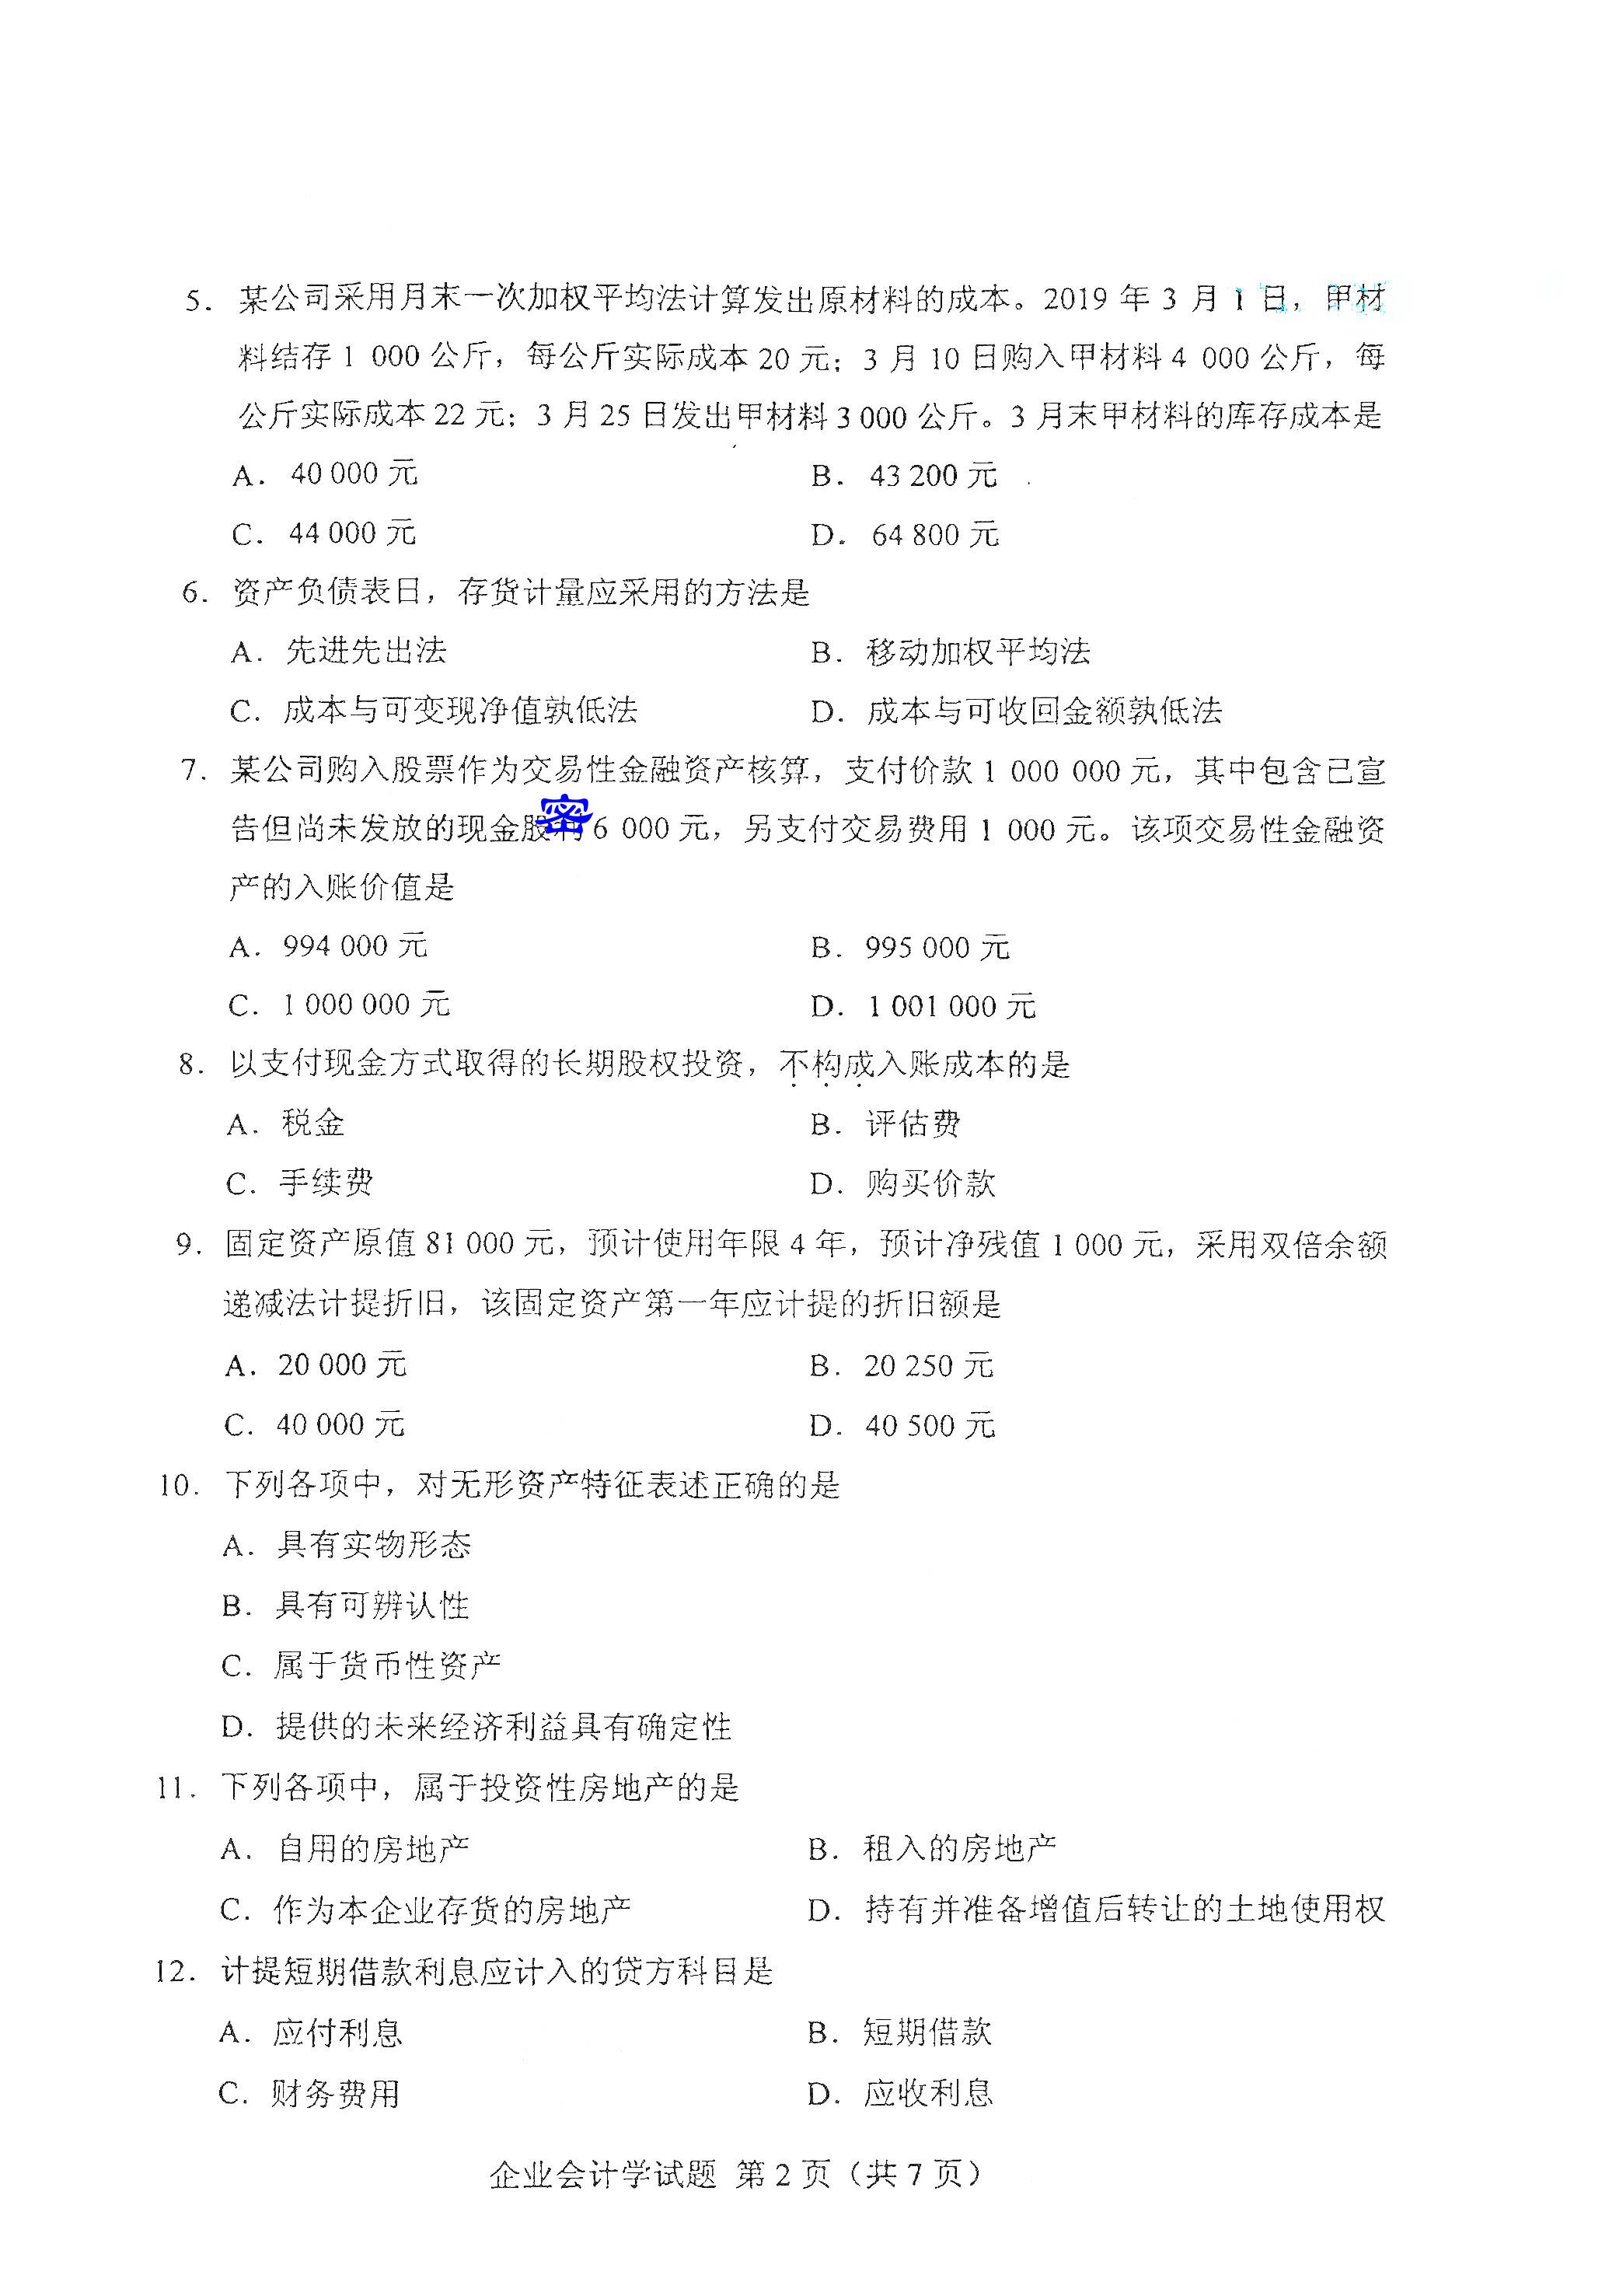 5. 某公司采用月末一次加权平均法计算发出原材料的成本。2019 年 3 月 1 日，甲材
料结存 1 000 公斤，每公斤实际成本 20 元；3 月 10 日购入甲材料 4 000 公斤，每
公斤实际成本 22 元；3 月 25 日发出甲材料 3 000 公斤。3 月末甲材料的库存成本是
A. 40 000 元 B. 43 200 元
C. 44 000 元 D. 64 800 元
6. 资产负债表日，存货计量应采用的方法是
A. 先进先出法 B. 移动加权平均法
C. 成本与可变现净值孰低法 D. 成本与可收回金额孰低法
7. 某公司购入股票作为交易性金融资产核算，支付价款 1 000 000 元，其中包含已宣
密
告但尚未发放的现金股利 6 000 元，另支付交易费用 1 000 元。该项交易性金融资
产的入账价值是
A. 994 000 元 B. 995 000 元
C. 1 000 000 元 D. 1 001 000 元
8. 以支付现金方式取得的长期股权投资，不构成入账成本的是
A. 税金 B. 评估费
C. 手续费 D. 购买价款
9. 固定资产原值 81 000 元，预计使用年限 4 年，预计净残值 1 000 元，采用双倍余额
递减法计提折旧，该固定资产第一年应计提的折旧额是
A. 20 000 元 B. 20 250 元
C. 40 000 元 D. 40 500 元
10. 下列各项中，对无形资产特征表述正确的是
A. 具有实物形态
B. 具有可辨认性
C. 属于货币性资产
D. 提供的未来经济利益具有确定性
11. 下列各项中，属于投资性房地产的是
A. 自用的房地产 B. 租入的房地产
C. 作为本企业存货的房地产 D. 持有并准备增值后转让的土地使用权
12. 计提短期借款利息应计入的贷方科目是
A. 应付利息 B. 短期借款
C. 财务费用 D. 应收利息
企业会计学试题 第 2 页（共 7 页）